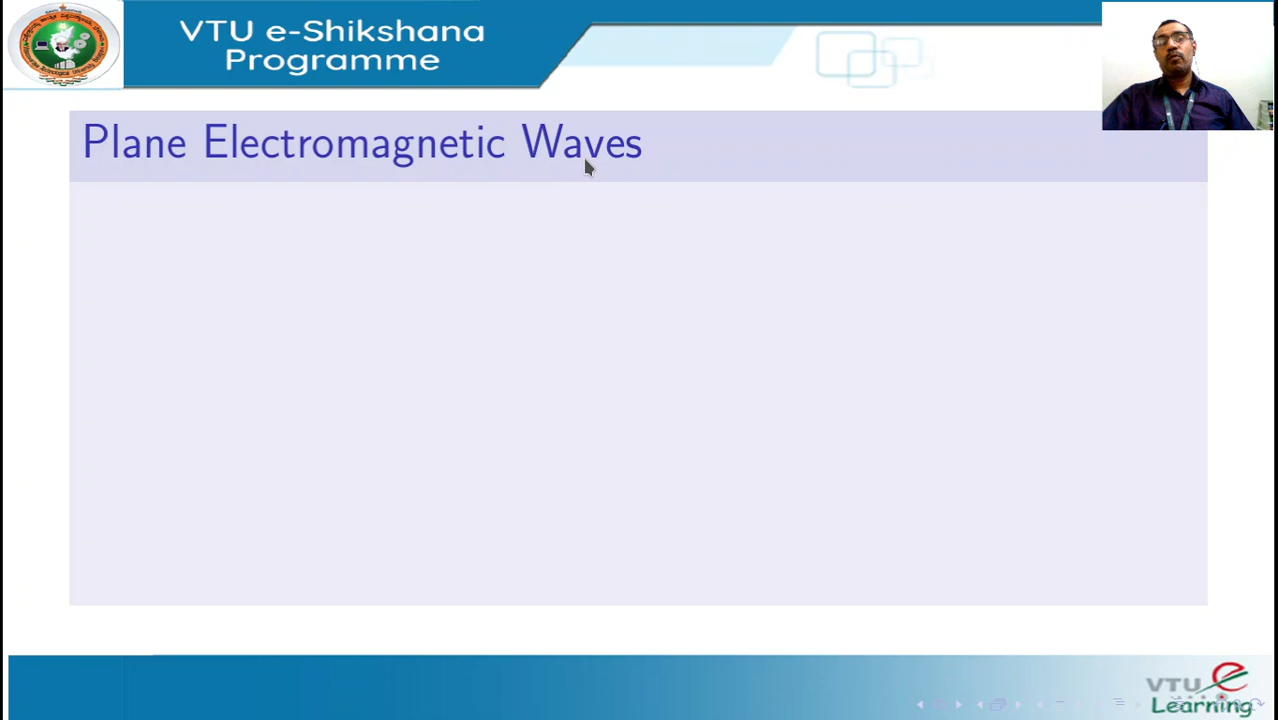 VTU e-Shikshana
Programme
Plane Electromagnetic Waves
VTU
Learning